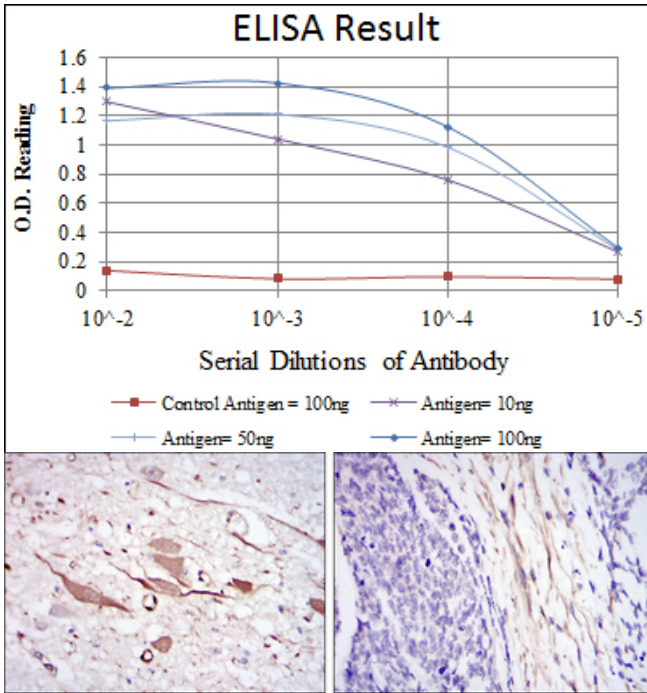 ELISA Result
1.6
1.4
1.2
1
0.8
0.6
0.4
0.2
0
O.D. Reading
10^-2 10^-3 10^-4 10^-5
Serial Dilutions of Antibody
Control Antigen = 100ng Antigen= 10ng
Antigen= 50ng Antigen= 100ng